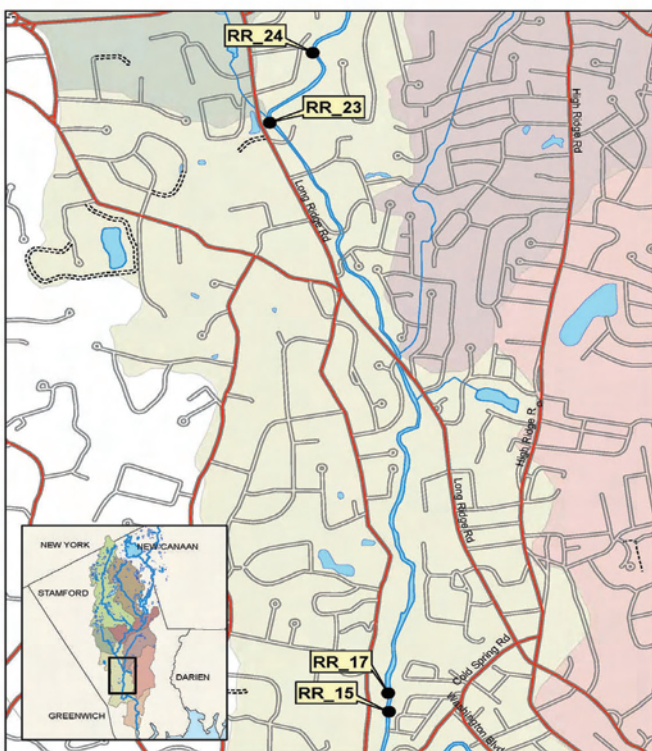 RR_24
RR_23
High Ridge Rd
Long Ridge Rd
High Ridge R
Long Ridge Rd
NEW YORK
NEW CANAAN
STAMFORD
DARIEN
GREENWICH
RR_17
RR_15
Cold Spring Rd
Washington Blvd